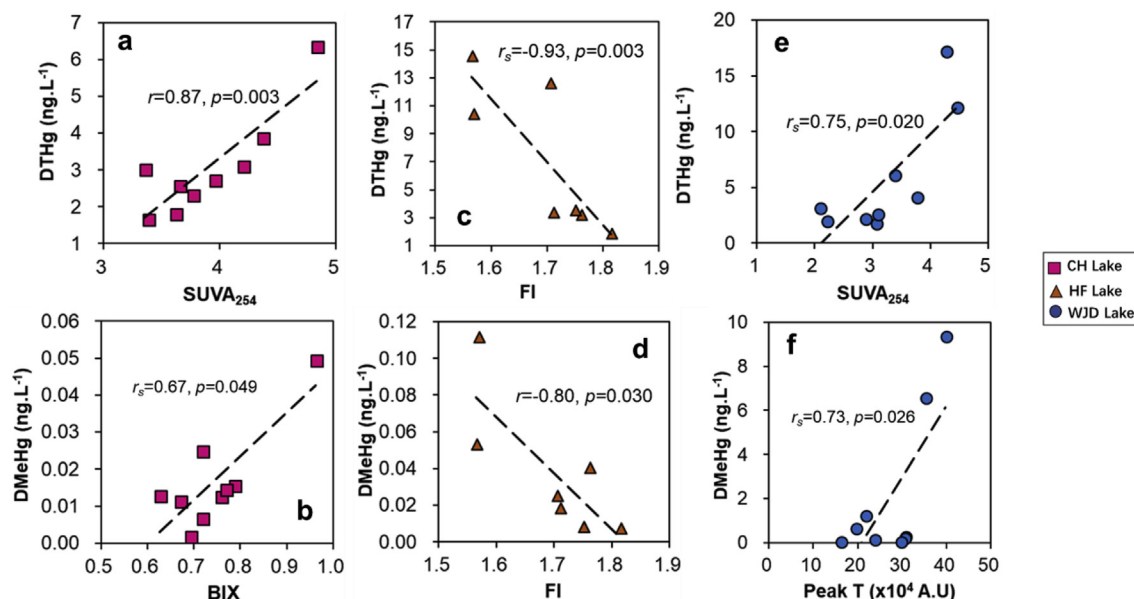 a
r=0.87, p=0.003
DTHg (ng.L-1)
7
6
5
4
3
2
1
3
4
5
SUVA254
c
rs=-0.93, p=0.003
DTHg (ng.L-1)
17
15
13
11
9
7
5
3
1
1.5
1.6
1.7
1.8
1.9
FI
e
rs=0.75, p=0.020
DTHg (ng.L-1)
20
15
10
5
0
1
2
3
4
5
SUVA254
CH Lake
HF Lake
WJD Lake
b
rs=0.67, p=0.049
DMeHg (ng.L-1)
0.06
0.05
0.04
0.03
0.02
0.01
0.00
0.5
0.6
0.7
0.8
0.9
1.0
BIX
d
r=-0.80, p=0.030
DMeHg (ng.L-1)
0.12
0.10
0.08
0.06
0.04
0.02
0.00
1.5
1.6
1.7
1.8
1.9
FI
f
rs=0.73, p=0.026
DMeHg (ng.L-1)
10
8
6
4
2
0
0
10
20
30
40
50
Peak T (x104 A.U)